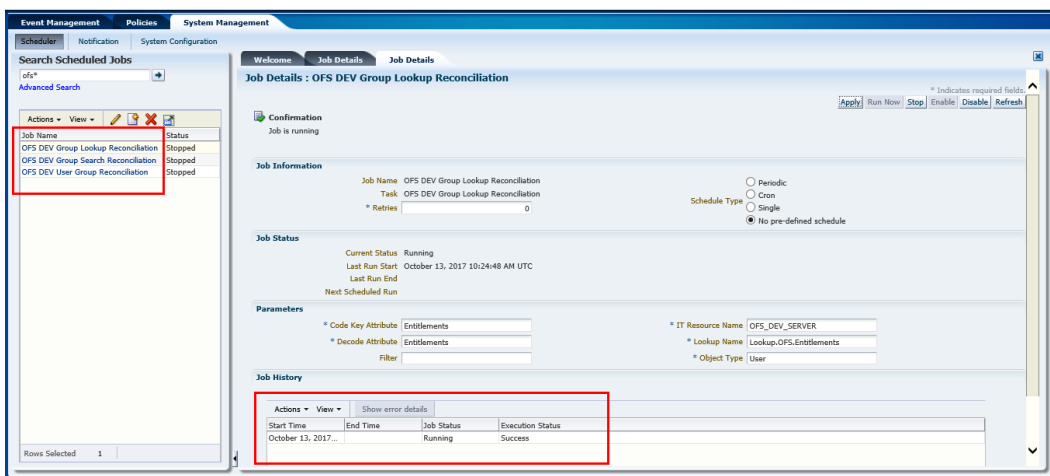 Event Management Policies System Management
Scheduler Notification System Configuration
Search Scheduled Jobs
ofs*
Advanced Search
Actions View
Job Name Status
OFS DEV Group Lookup Reconciliation Stopped
OFS DEV Group Search Reconciliation Stopped
OFS DEV User Group Reconciliation Stopped
Rows Selected 1
Welcome Job Details Job Details
Job Details : OFS DEV Group Lookup Reconciliation
* Indicates required fields.
Apply Run Now Stop Enable Disable Refresh
Confirmation
Job is running
Job Information
Job Name OFS DEV Group Lookup Reconciliation
Task OFS DEV Group Lookup Reconciliation
* Retries 0
Schedule Type
Periodic
Cron
Single
No pre-defined schedule
Job Status
Current Status Running
Last Run Start October 13, 2017 10:24:48 AM UTC
Last Run End
Next Scheduled Run
Parameters
* Code Key Attribute Entitlements * IT Resource Name OFS_DEV_SERVER
* Decode Attribute Entitlements * Lookup Name Lookup.OFS.Entitlements
Filter * Object Type User
Job History
Actions View Show error details
Start Time End Time Job Status Execution Status
October 13, 2017... Running Success